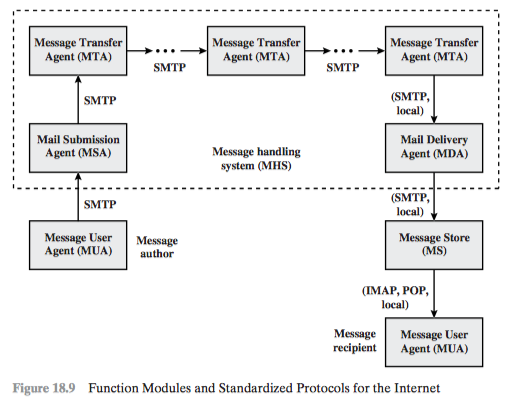 Message Transfer
Agent (MTA)
SMTP
Message Transfer
Agent (MTA)
SMTP
Message Transfer
Agent (MTA)
SMTP
(SMTP,
local)
Mail Submission
Agent (MSA)
Message handling
system (MHS)
Mail Delivery
Agent (MDA)
SMTP
(SMTP,
local)
Message User
Agent (MUA)
Message
author
Message Store
(MS)
(IMAP, POP,
local)
Message
recipient
Message User
Agent (MUA)
Figure 18.9 Function Modules and Standardized Protocols for the Internet